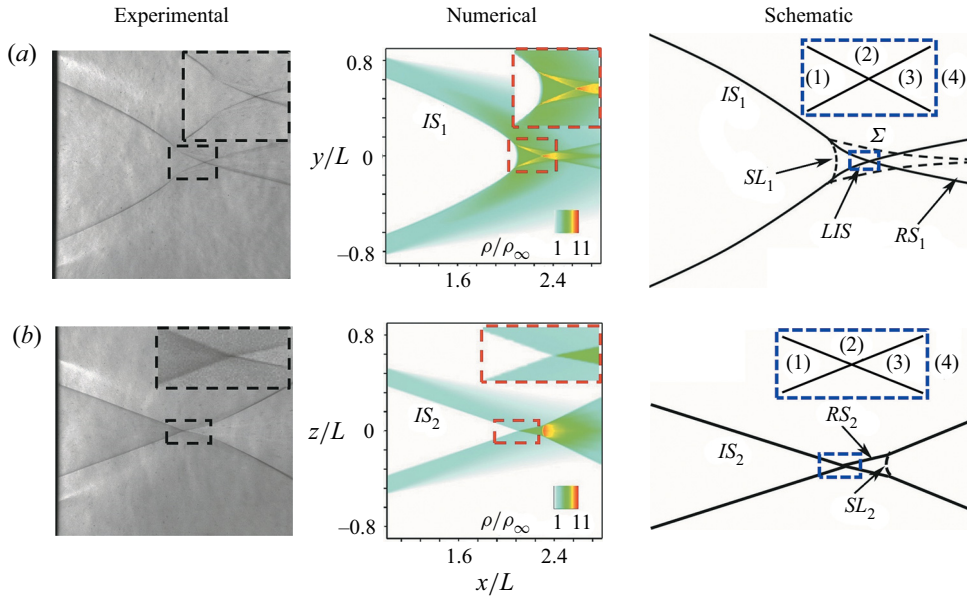 Experimental Numerical Schematic
(a)
0.8
y/L 0
−0.8
IS₁
ρ/ρ∞
1 11
1.6 2.4
IS₁
(2)
(1) (3) (4)
Σ
SL₁
LIS
RS₁
(b)
0.8
z/L 0
−0.8
IS₂
ρ/ρ∞
1 11
1.6 2.4
x/L
(2)
(1) (3) (4)
IS₂
RS₂
SL₂